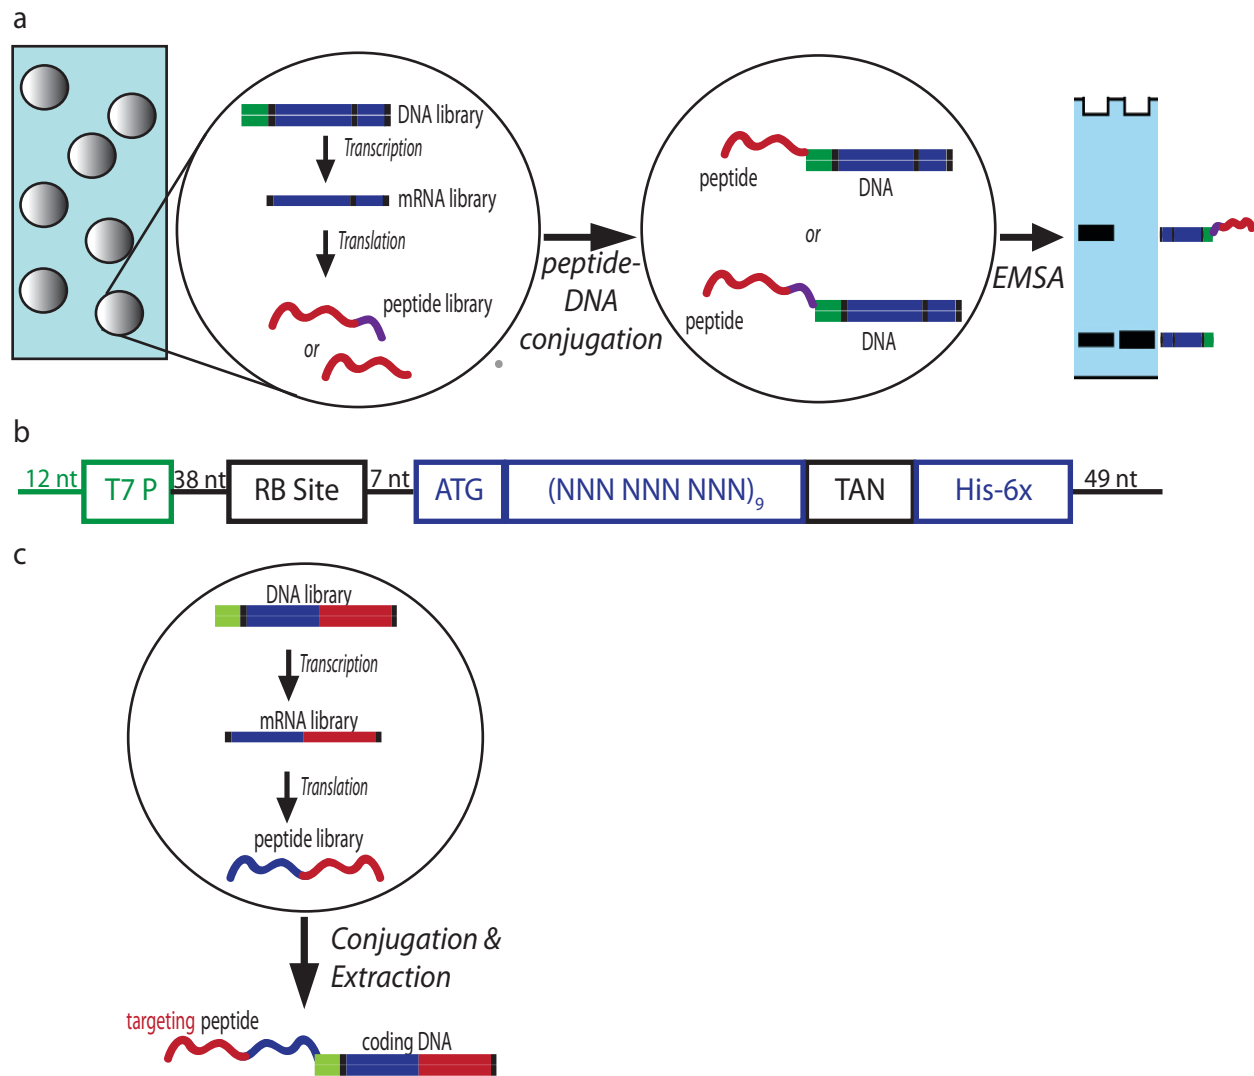 a
DNA library
Transcription
mRNA library
Translation
peptide library
or
peptide-
DNA
conjugation
peptide
DNA
or
peptide
DNA
EMSA
b
12 nt
T7 P
38 nt
RB Site
7 nt
ATG
(NNN NNN NNN)9
TAN
His-6x
49 nt
c
DNA library
Transcription
mRNA library
Translation
peptide library
Conjugation &
Extraction
targeting peptide
coding DNA